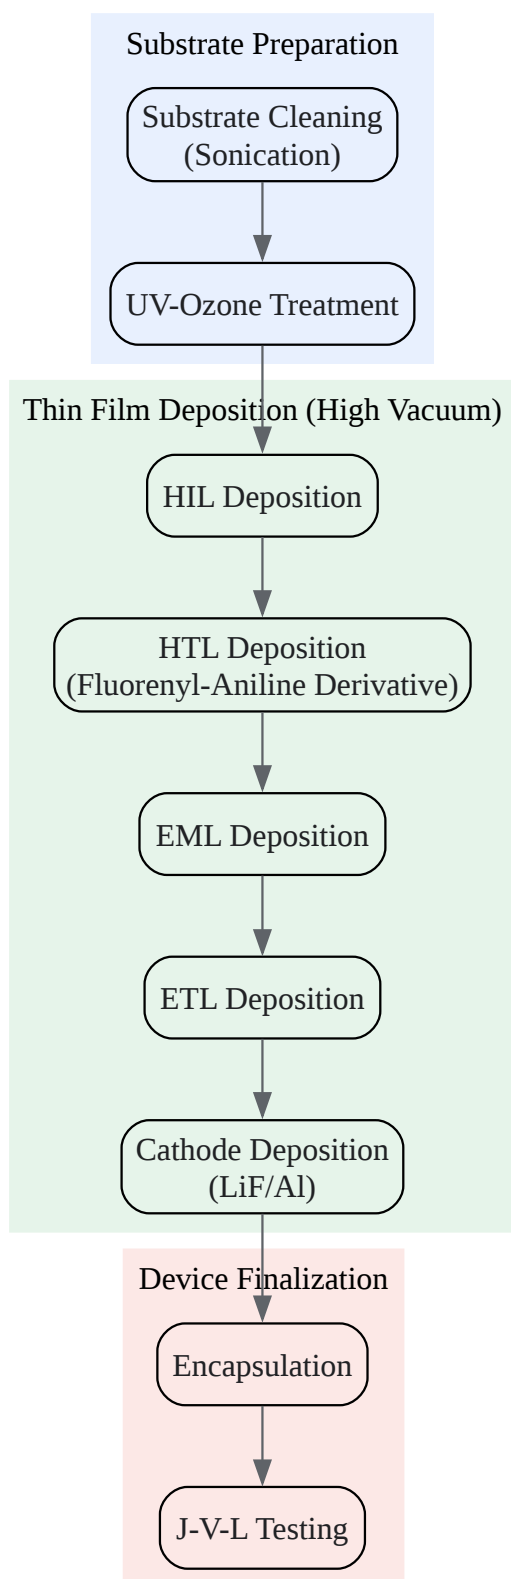 Substrate Preparation
Substrate Cleaning
(Sonication)
UV-Ozone Treatment
Thin Film Deposition (High Vacuum)
HIL Deposition
HTL Deposition
(Fluorenyl-Aniline Derivative)
EML Deposition
ETL Deposition
Cathode Deposition
(LiF/Al)
Device Finalization
Encapsulation
J-V-L Testing